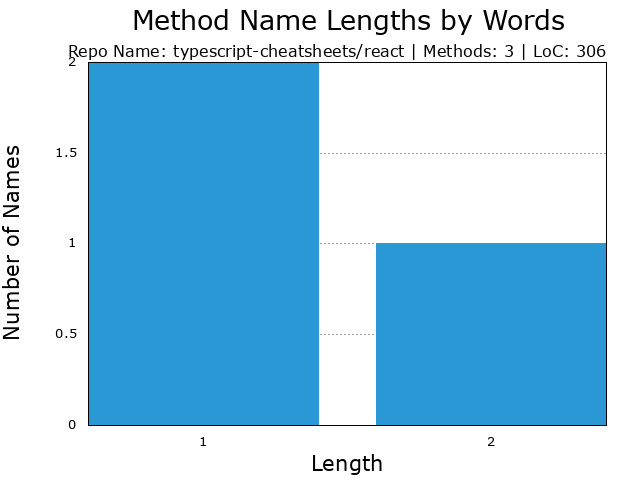 Method Name Lengths by Words
Repo Name: typescript-cheatsheets/react | Methods: 3 | LoC: 306
2
1.5
1
0.5
0
Number of Names
1 2
Length